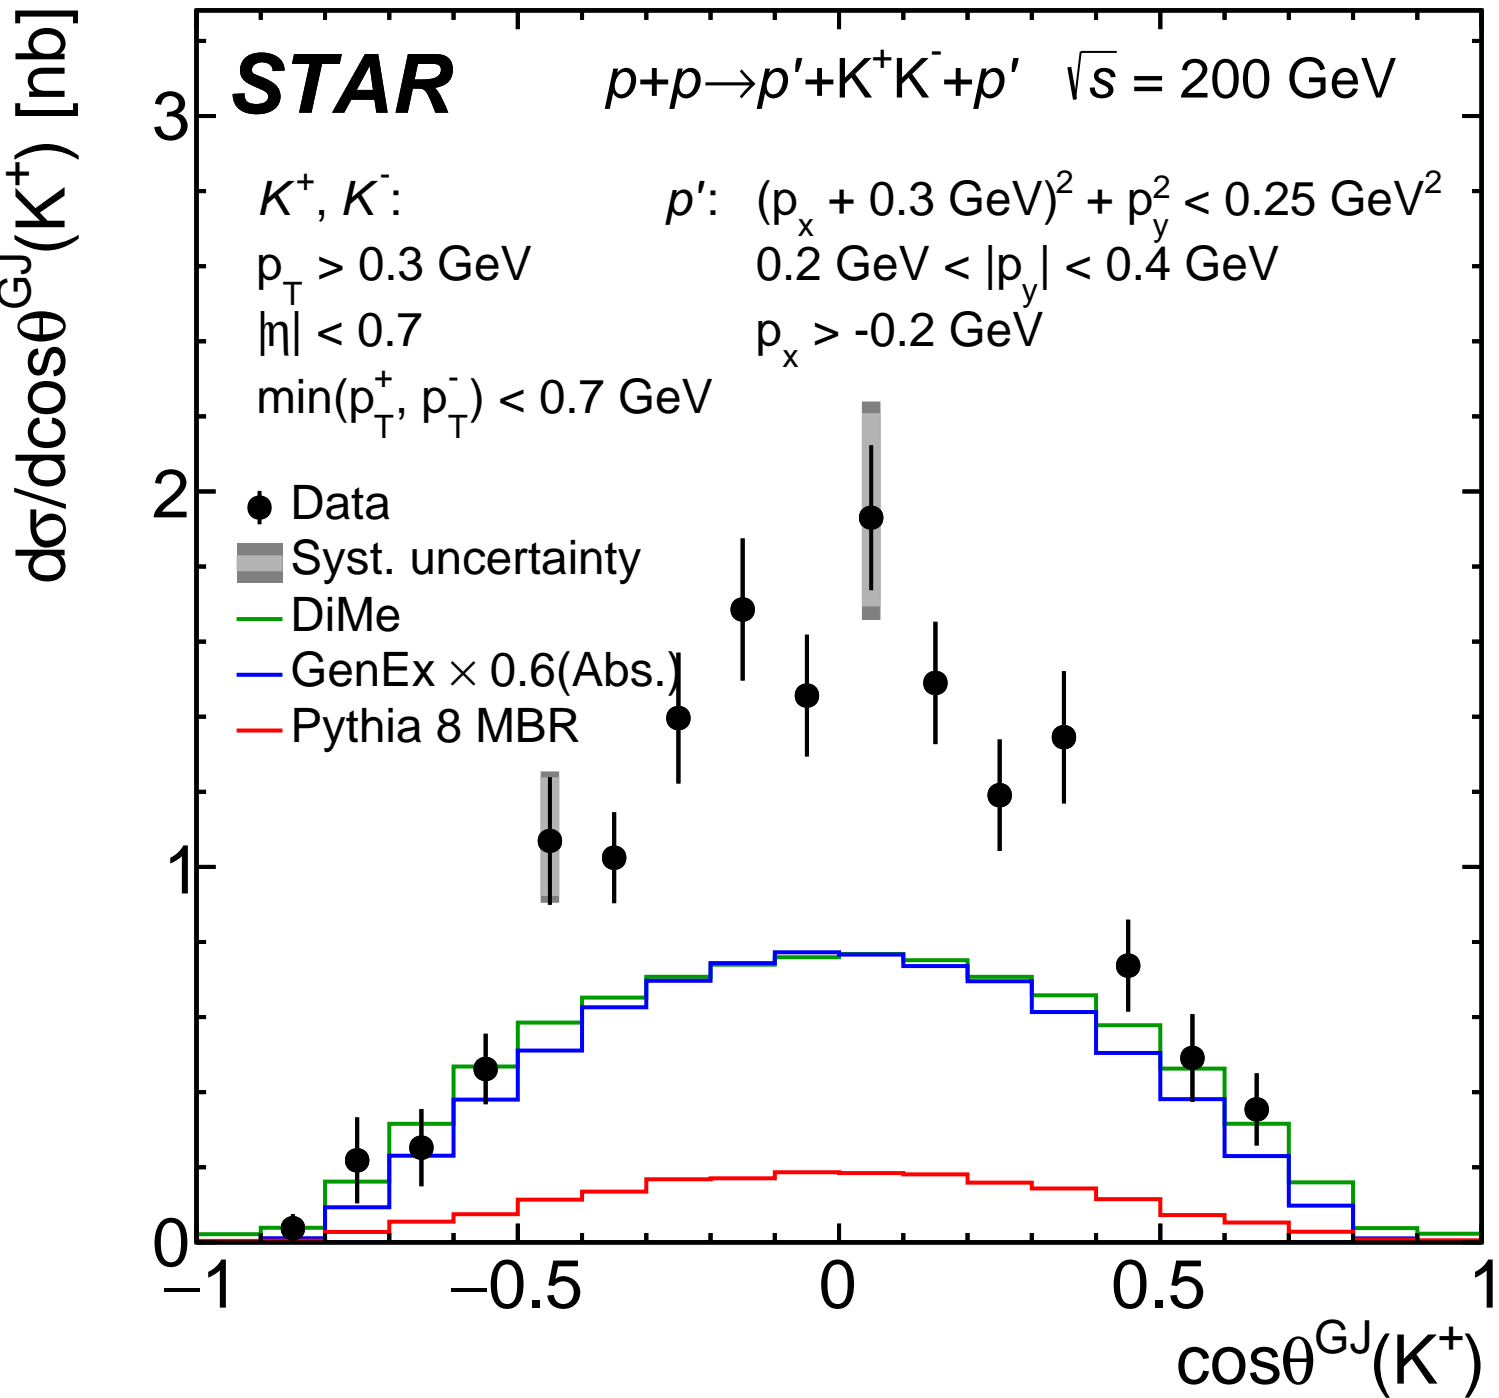 STAR p+p→p′+K⁺K⁻+p′ √s = 200 GeV
K⁺, K⁻: p′: (pₓ + 0.3 GeV)² + p_y² < 0.25 GeV²
p_T > 0.3 GeV 0.2 GeV < |p_y| < 0.4 GeV
|η| < 0.7 pₓ > -0.2 GeV
min(p_T⁺, p_T⁻) < 0.7 GeV
Data
Syst. uncertainty
DiMe
GenEx × 0.6(Abs.)
Pythia 8 MBR
dσ/dcosθ^GJ(K⁺) [nb]
3
2
1
0
−1 −0.5 0 0.5 1
cosθ^GJ(K⁺)